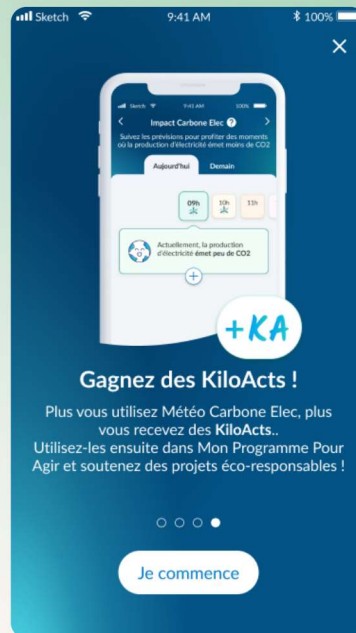 Sketch 9:41 AM 100%
Sketch 9:41 AM 100%
Impact Carbone Elec ?
Suivez les prévisions pour profiter des moments
où la production d'électricité émet moins de CO2
Aujourd'hui Demain
09h 10h 11h
Actuellement, la production
d'électricité émet peu de CO2
+KA
Gagnez des KiloActs !
Plus vous utilisez Météo Carbone Elec, plus
vous recevez des KiloActs..
Utilisez-les ensuite dans Mon Programme Pour
Agir et soutenez des projets éco-responsables !
Je commence